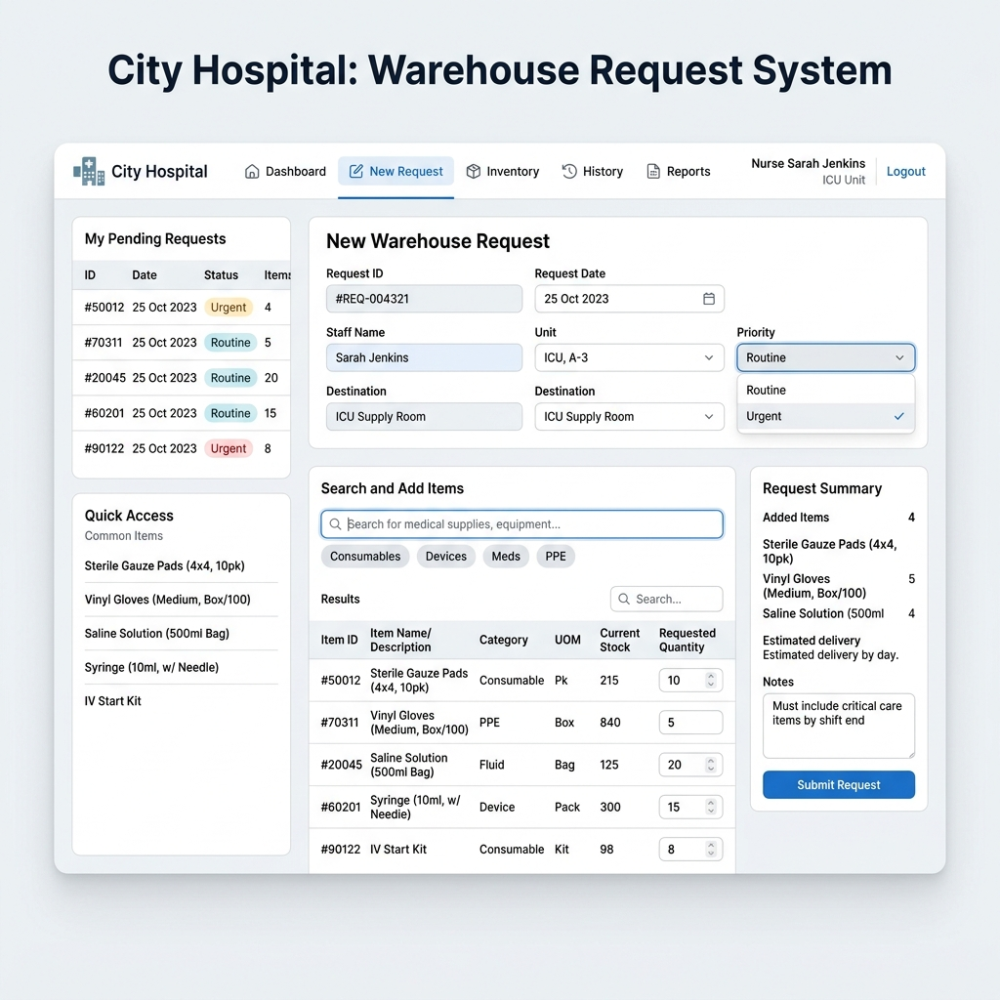 City Hospital: Warehouse Request System
City Hospital
Dashboard
New Request
Inventory
History
Reports
Nurse Sarah Jenkins
ICU Unit
Logout
My Pending Requests
ID Date Status Items
#50012 25 Oct 2023 Urgent 4
#70311 25 Oct 2023 Routine 5
#20045 25 Oct 2023 Routine 20
#60201 25 Oct 2023 Routine 15
#90122 25 Oct 2023 Urgent 8
Quick Access
Common Items
Sterile Gauze Pads (4x4, 10pk)
Vinyl Gloves (Medium, Box/100)
Saline Solution (500ml Bag)
Syringe (10ml, w/ Needle)
IV Start Kit
New Warehouse Request
Request ID
#REQ-004321
Request Date
25 Oct 2023
Staff Name
Sarah Jenkins
Unit
ICU, A-3
Priority
Routine
Routine
Urgent
Destination
ICU Supply Room
Destination
ICU Supply Room
Search and Add Items
Search for medical supplies, equipment...
Consumables Devices Meds PPE
Results
Search...
Item ID Item Name/ Category UOM Current Requested
Description Stock Quantity
#50012 Sterile Gauze Pads Consumable Pk 215 10
(4x4, 10pk)
#70311 Vinyl Gloves PPE Box 840 5
(Medium, Box/100)
#20045 Saline Solution Fluid Bag 125 20
(500ml Bag)
#60201 Syringe (10ml, w/ Device Pack 300 15
Needie)
#90122 IV Start Kit Consumable Kit 98 8
Request Summary
Added Items 4
Sterile Gauze Pads (4x4,
10pk)
Vinyl Gloves 5
(Medium, Box/100)
Saline Solution (500ml 4
Estimated delivery
Estimated delivery by day.
Notes
Must include critical care
items by shift end
Submit Request